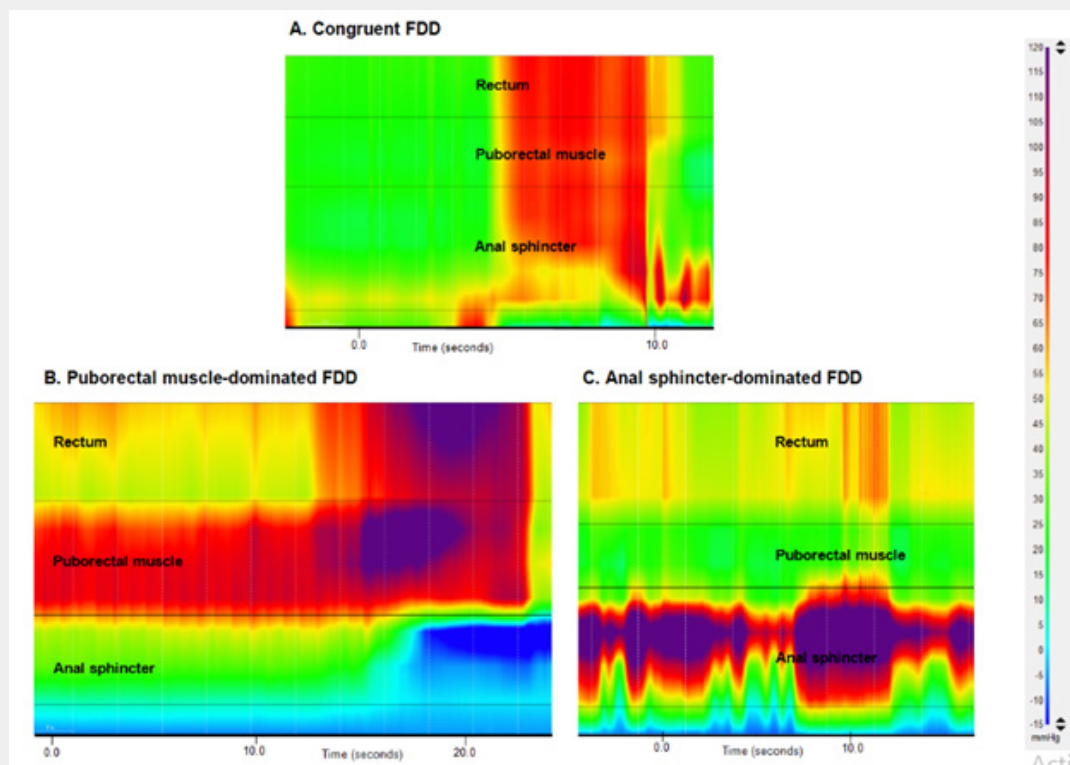 A. Congruent FDD
Rectum
Puborectal muscle
Anal sphincter
0.0 Time (seconds) 10.0
B. Puborectal muscle-dominated FDD
Rectum
Puborectal muscle
Anal sphincter
0.0 10.0 Time (seconds) 20.0
C. Anal sphincter-dominated FDD
Rectum
Puborectal muscle
Anal sphincter
0.0 Time (seconds) 10.0
120
115
110
105
100
95
90
85
80
75
70
65
60
55
50
45
40
35
30
25
20
15
10
5
0
-5
-10
-15
mmHg
Acti